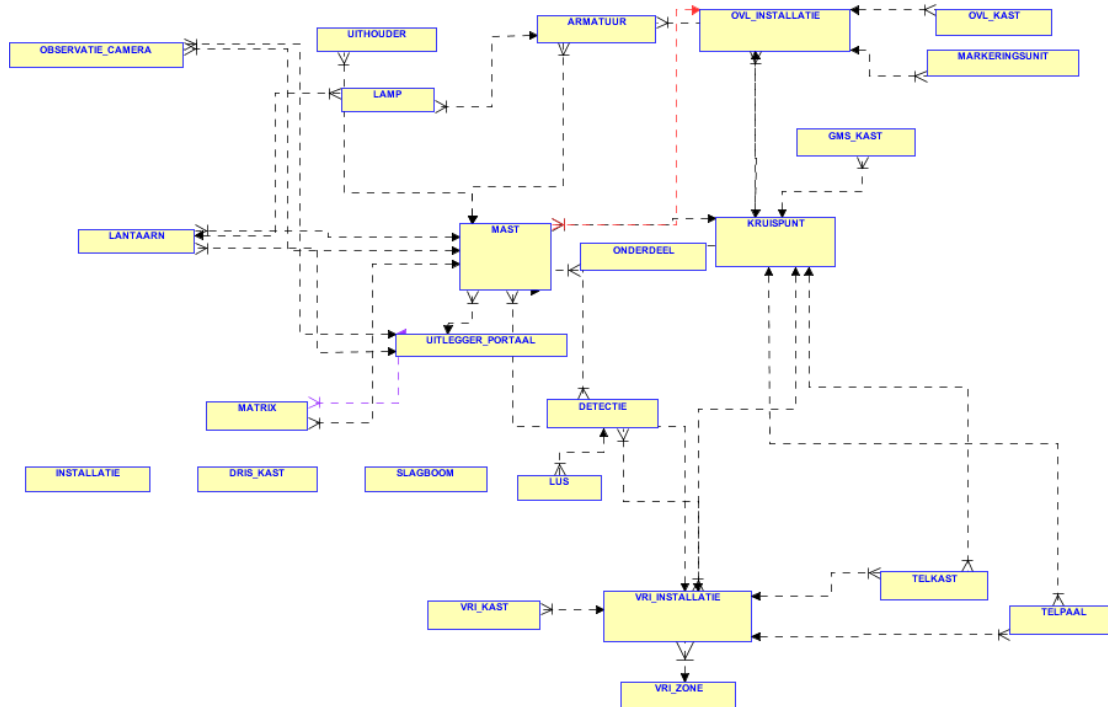 ARMATUUR
OVL_INSTALLATIE
OVL_KAST
UITHOUDER
OBSERVATIE_CAMERA
MARKERINGSUNIT
LAMP
GMS_KAST
LANTAARN
MAST
KRUISPUNT
ONDERDEEL
UITLEGGER_PORTAAL
MATRIX
DETECTIE
INSTALLATIE
DRIS_KAST
SLAGBOOM
LUS
TELKAST
VRI_KAST
VRI_INSTALLATIE
TELPAAL
VRI_ZONE